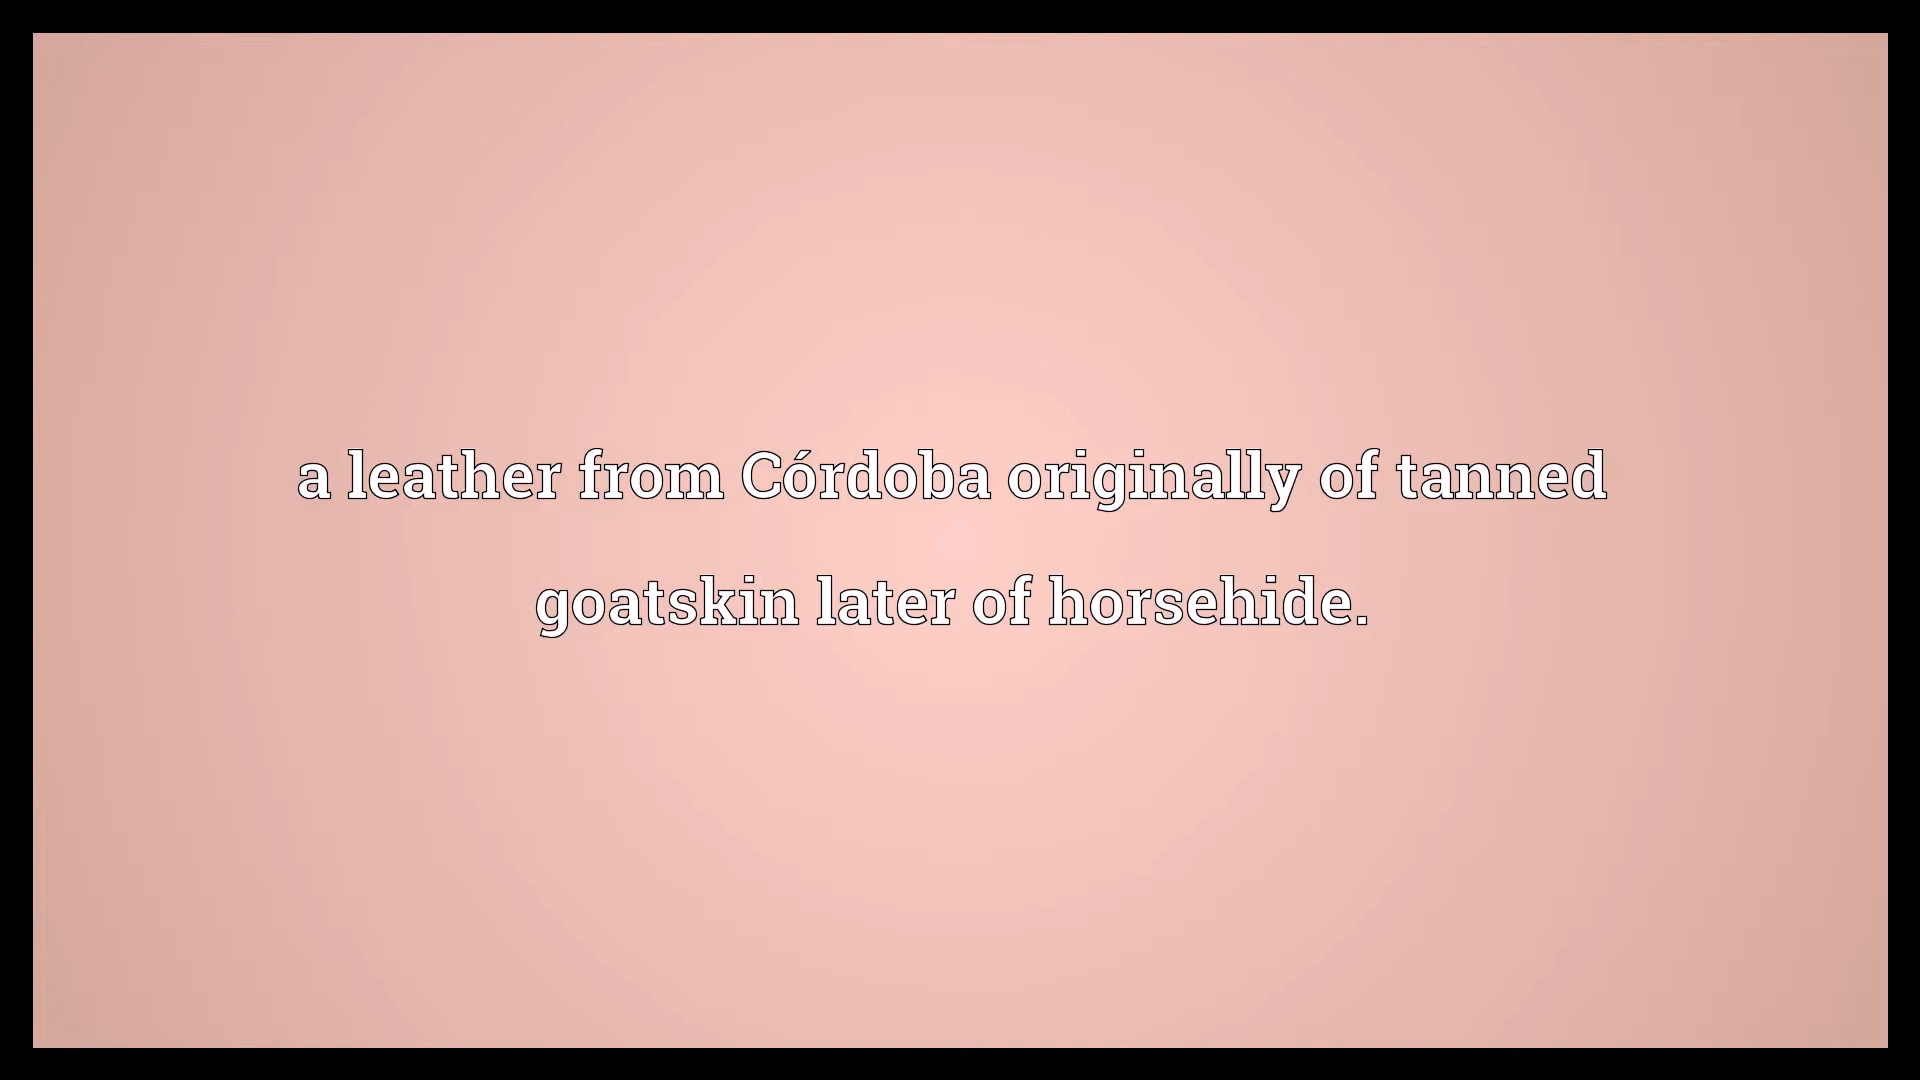 a leather from Córdoba originally of tanned
goatskin later of horsehide.